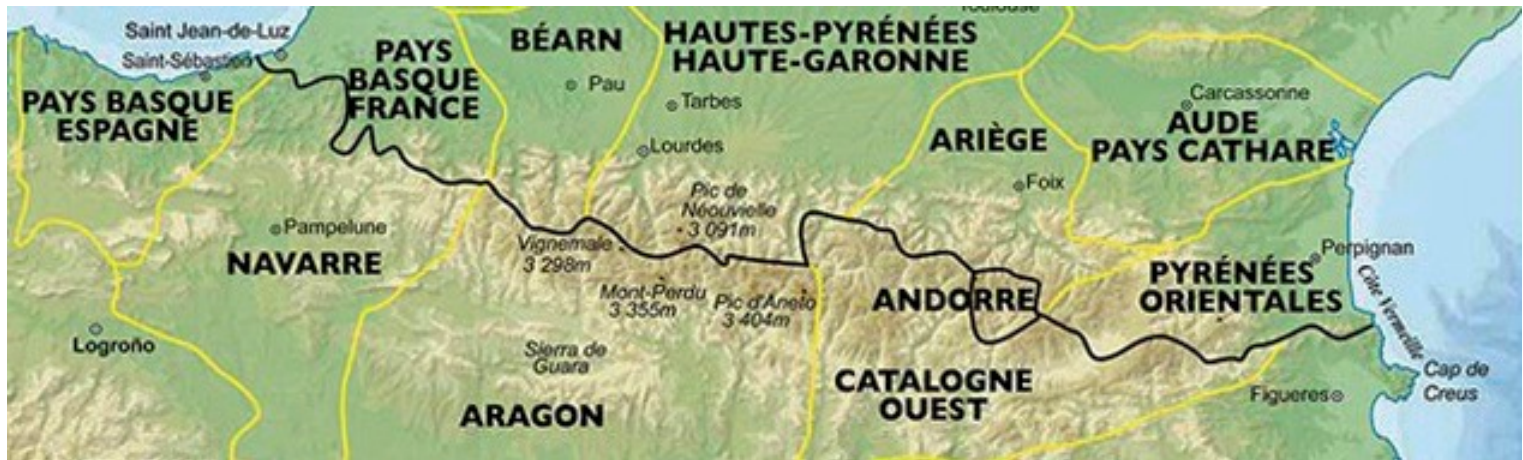 Saint Jean-de-Luz
Saint-Sébastien
PAYS BASQUE
ESPAGNE
PAYS
BASQUE
FRANCE
BÉARN
Pau
HAUTES-PYRÉNÉES
HAUTE-GARONNE
Toulouse
Tarbes
Lourdes
ARIÈGE
Foix
Carcassonne
AUDE
PAYS CATHARE
Pampelune
NAVARRE
Logroño
Pic de
Néouvielle
3 091m
Vignemale
3 298m
Mont-Perdu
3 355m
Pic d'Aneto
3 404m
Sierra de
Guara
ARAGON
ANDORRE
CATALOGNE
OUEST
Perpignan
PYRÉNÉES
ORIENTALES
Côte Vermeille
Figueres
Cap de
Creus